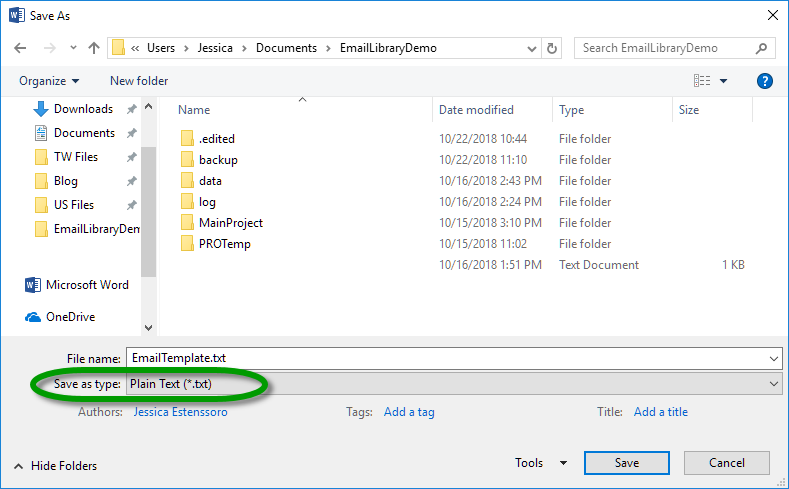 Save As
« Users > Jessica > Documents > EmailLibraryDemo
Search EmailLibraryDemo
Organize
New folder
?
Downloads
Documents
TW Files
Blog
US Files
EmailLibraryDem
Microsoft Word
OneDrive
Name Date modified Type Size
.edited 10/22/2018 10:44 File folder
backup 10/22/2018 11:10 File folder
data 10/16/2018 2:43 PM File folder
log 10/16/2018 2:24 PM File folder
MainProject 10/15/2018 3:10 PM File folder
PROTemp 10/15/2018 11:02 File folder
10/16/2018 1:51 PM Text Document 1 KB
File name: EmailTemplate.txt
Save as type: Plain Text (*.txt)
Authors: Jessica Estenssoro Tags: Add a tag Title: Add a title
Hide Folders
Tools
Save
Cancel